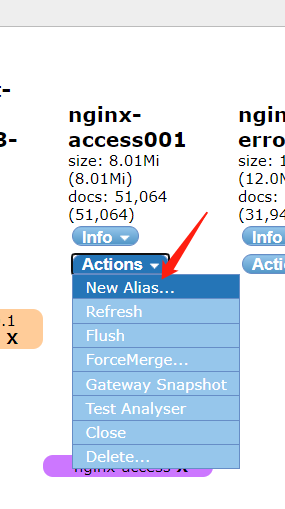 t-
3-
nginx-
access001
size: 8.01Mi
(8.01Mi)
docs: 51,064
(51,064)
Info
Actions
New Alias...
Refresh
Flush
ForceMerge...
Gateway Snapshot
Test Analyser
Close
Delete...
nginx-access X
.1
X
ngin
erro
size: 1
(12.0M
docs:
(31,94
Info
Acti